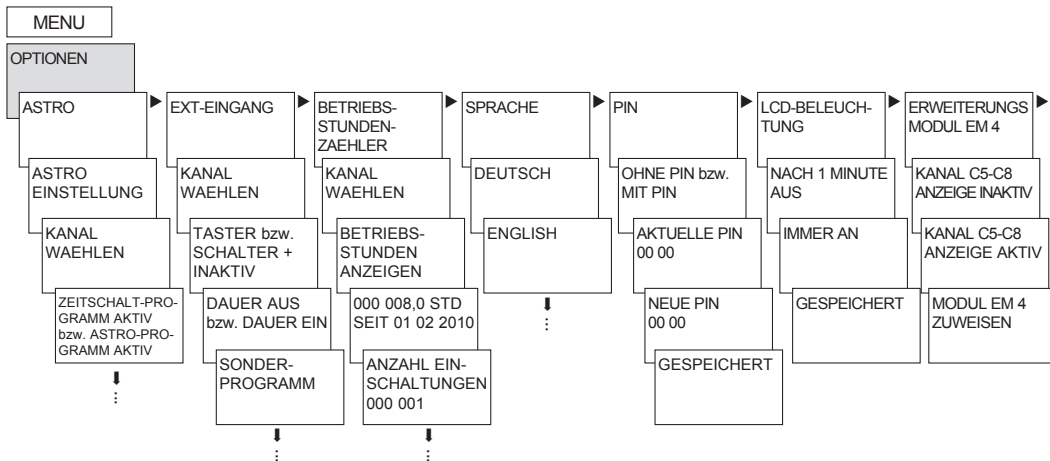 MENU
OPTIONEN
ASTRO
ASTRO
EINSTELLUNG
KANAL
WAEHLEN
ZEITSCHALT-PRO-
GRAMM AKTIV
bzw. ASTRO-PRO-
GRAMM AKTIV
EXT-EINGANG
KANAL
WAEHLEN
TASTER bzw.
SCHALTER +
INAKTIV
DAUER AUS
bzw. DAUER EIN
SONDER-
PROGRAMM
BETRIEBS-
STUNDEN-
ZAEHLER
KANAL
WAEHLEN
BETRIEBS-
STUNDEN
ANZEIGEN
000 008,0 STD
SEIT 01 02 2010
ANZAHL EIN-
SCHALTUNGEN
000 001
SPRACHE
DEUTSCH
ENGLISH
PIN
OHNE PIN bzw.
MIT PIN
AKTUELLE PIN
00 00
NEUE PIN
00 00
GESPEICHERT
LCD-BELEUCH-
TUNG
NACH 1 MINUTE
AUS
IMMER AN
GESPEICHERT
ERWEITERUNGS
MODUL EM 4
KANAL C5-C8
ANZEIGE INAKTIV
KANAL C5-C8
ANZEIGE AKTIV
MODUL EM 4
ZUWEISEN